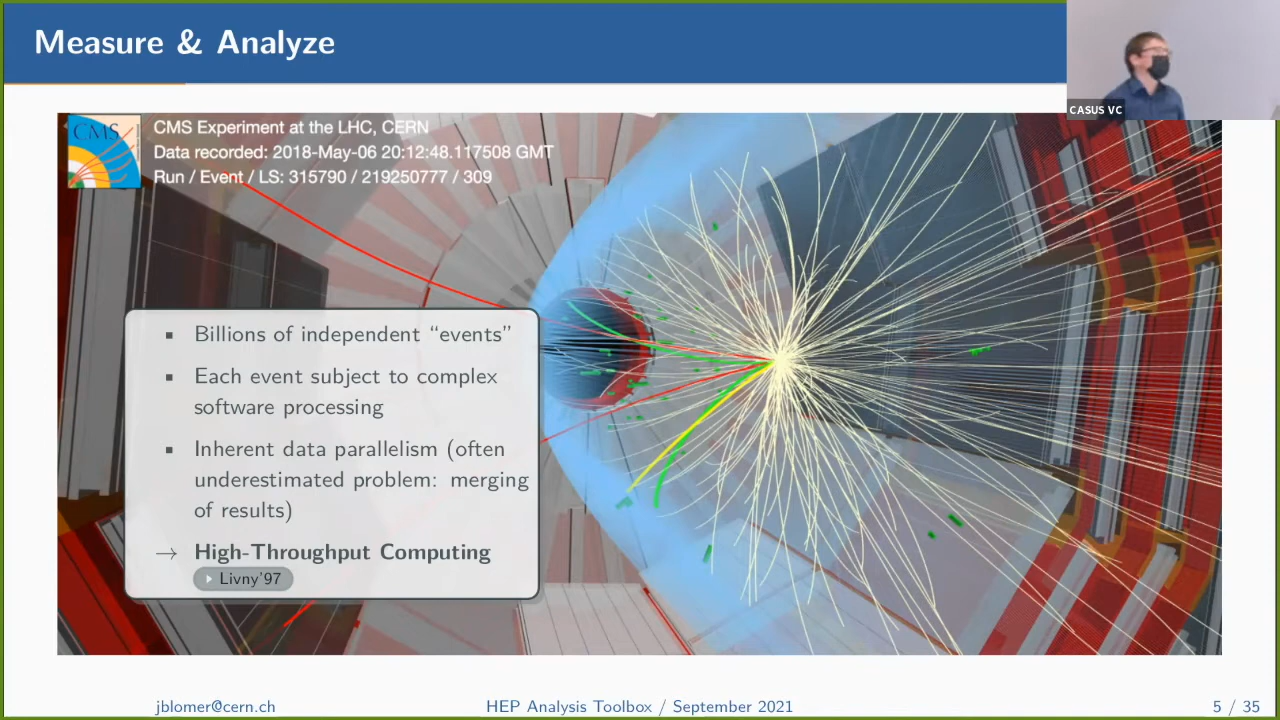 Measure & Analyze
CASUS VC
CMS
CMS Experiment at the LHC, CERN
Data recorded: 2018-May-06 20:12:48.117508 GMT
Run / Event / LS: 315790 / 219250777 / 309
▪ Billions of independent “events”
▪ Each event subject to complex
software processing
▪ Inherent data parallelism (often
underestimated problem: merging
of results)
→ High-Throughput Computing
Livny’97
jblomer@cern.ch
HEP Analysis Toolbox / September 2021
5 / 35